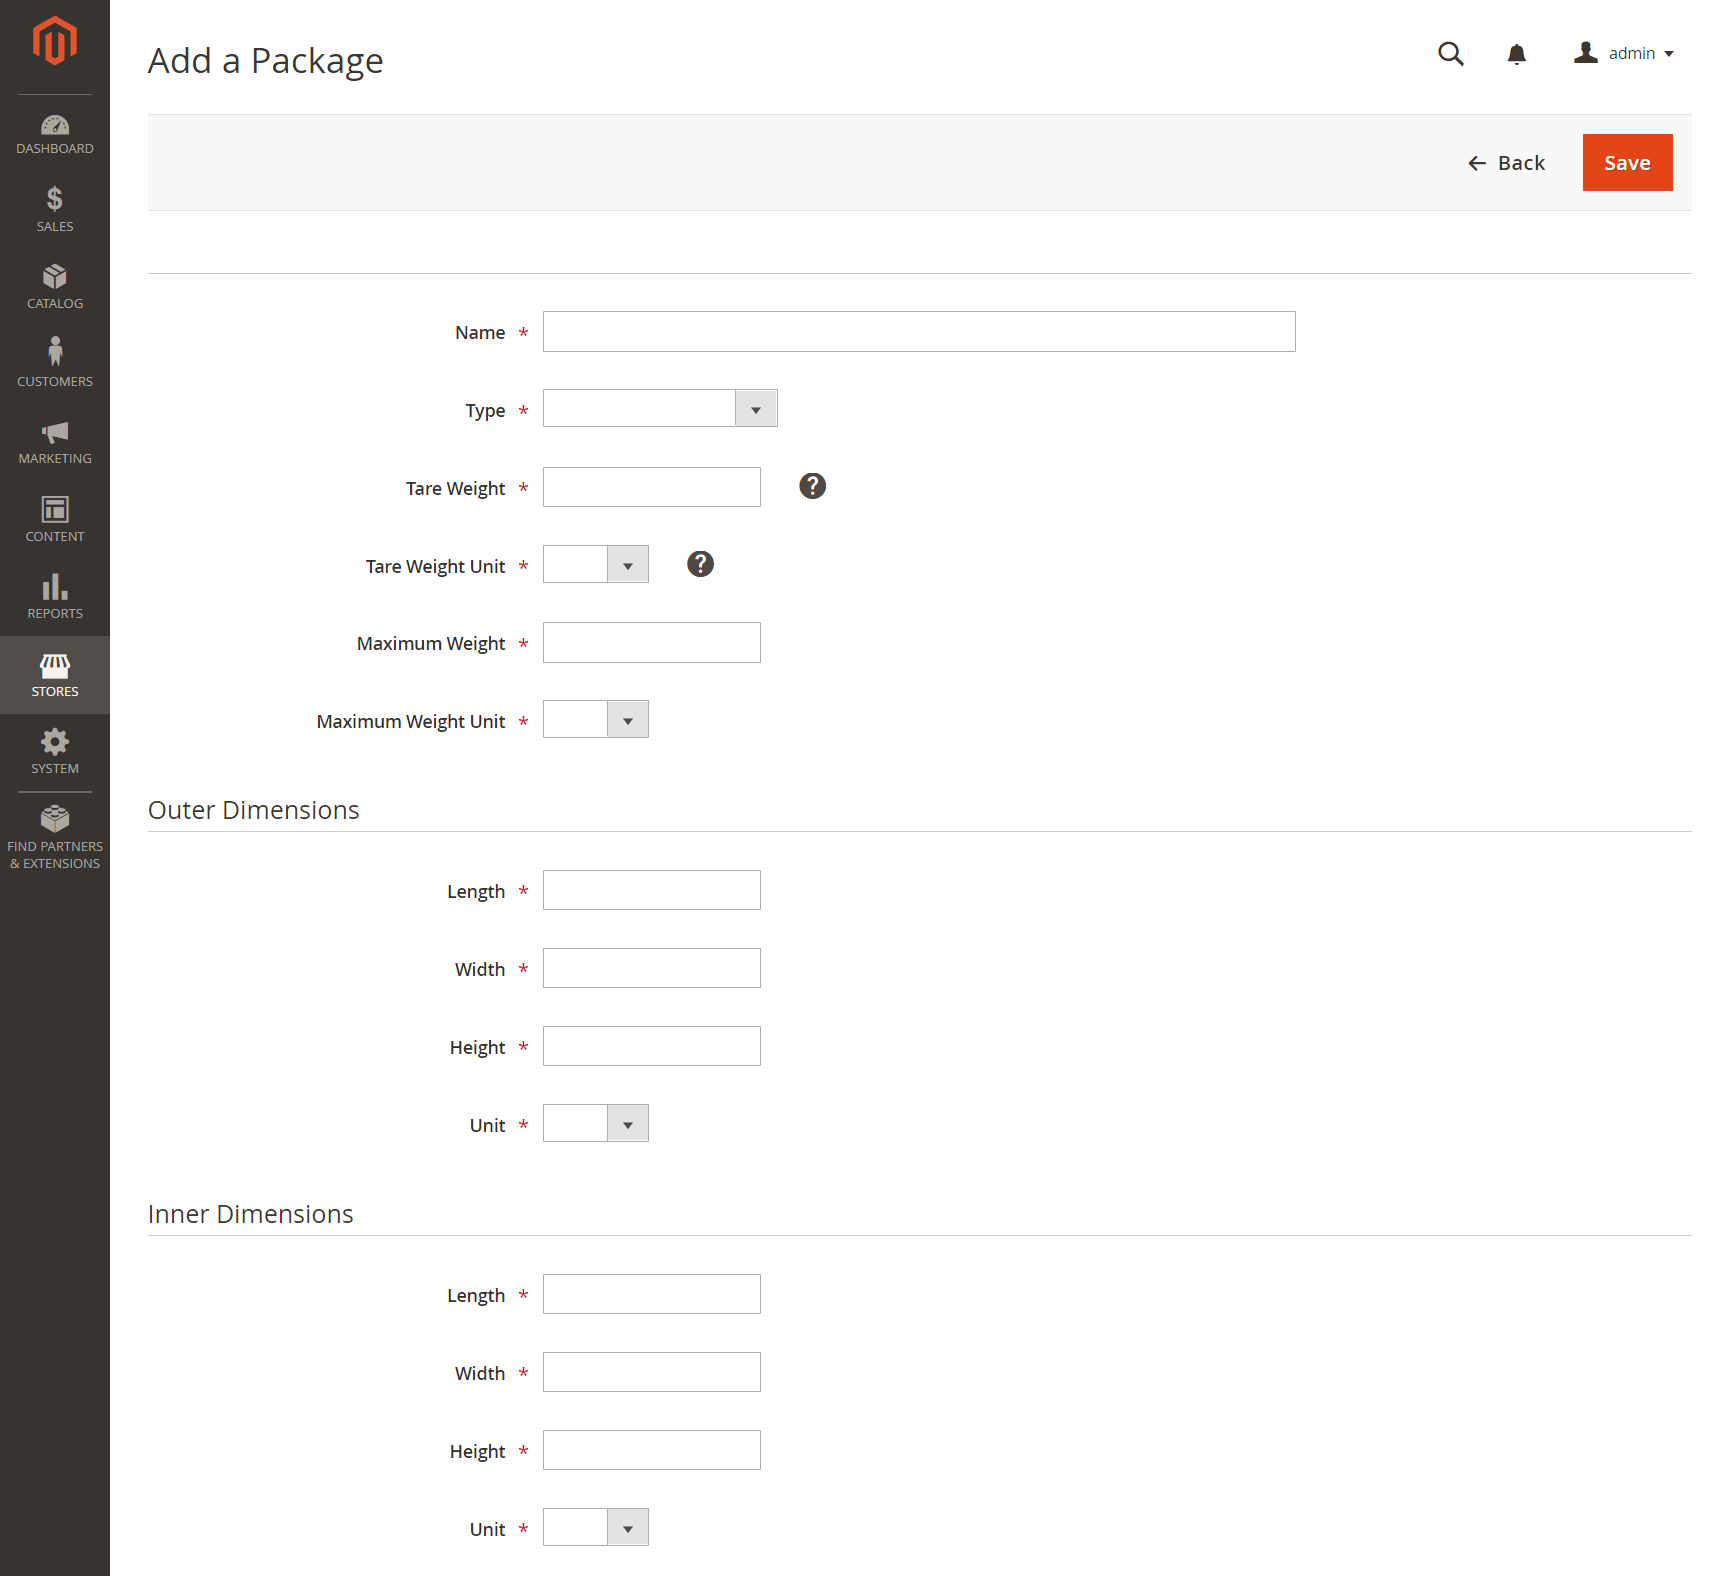 Add a Package
admin
DASHBOARD
SALES
CATALOG
CUSTOMERS
MARKETING
CONTENT
REPORTS
STORES
SYSTEM
FIND PARTNERS
& EXTENSIONS
Back
Save
Name *
Type *
Tare Weight *
?
Tare Weight Unit *
?
Maximum Weight *
Maximum Weight Unit *
Outer Dimensions
Length *
Width *
Height *
Unit *
Inner Dimensions
Length *
Width *
Height *
Unit *